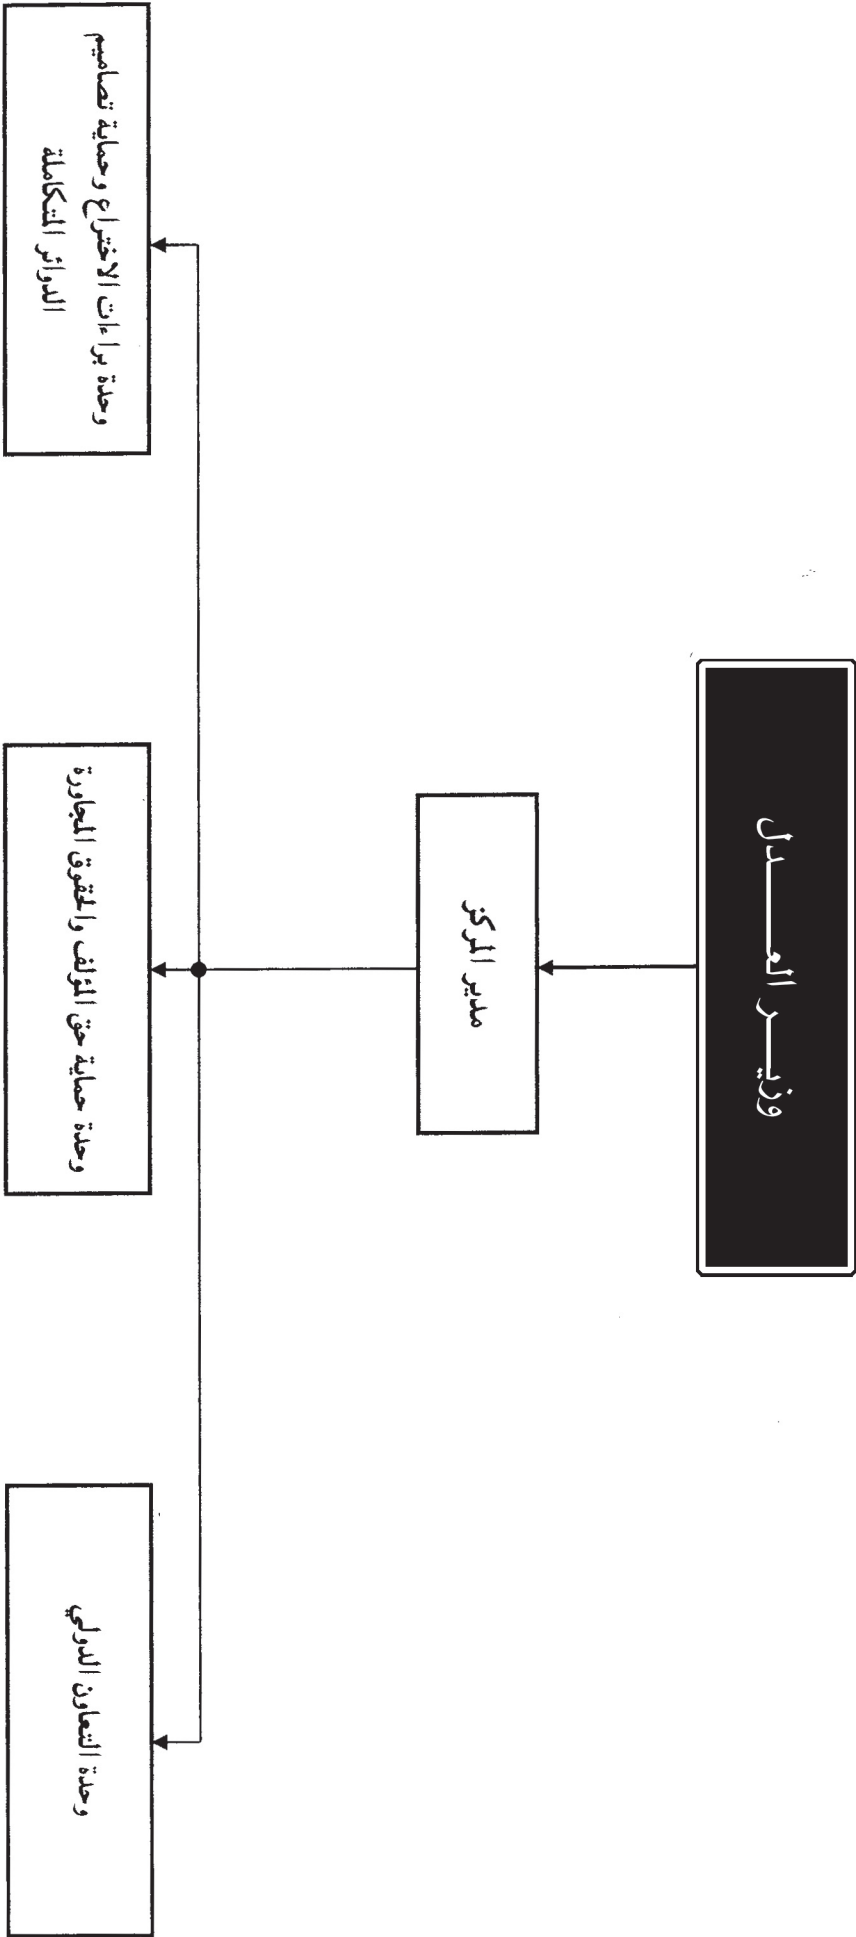 وزيـــر العـــــدل
مدير المركز
وحدة التعاون الدولي
وحدة حماية حق المؤلف والحقوق المجاورة
وحدة براءات الاختراع وحماية تصاميم
الدوائر المتكاملة